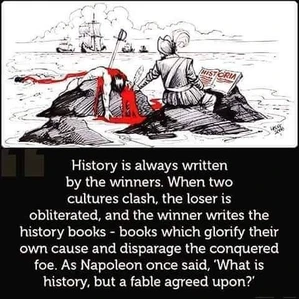 HISTORIA
History is always written
by the winners. When two
cultures clash, the loser is
obliterated, and the winner writes the
history books - books which glorify their
own cause and disparage the conquered
foe. As Napoleon once said, 'What is
history, but a fable agreed upon?'